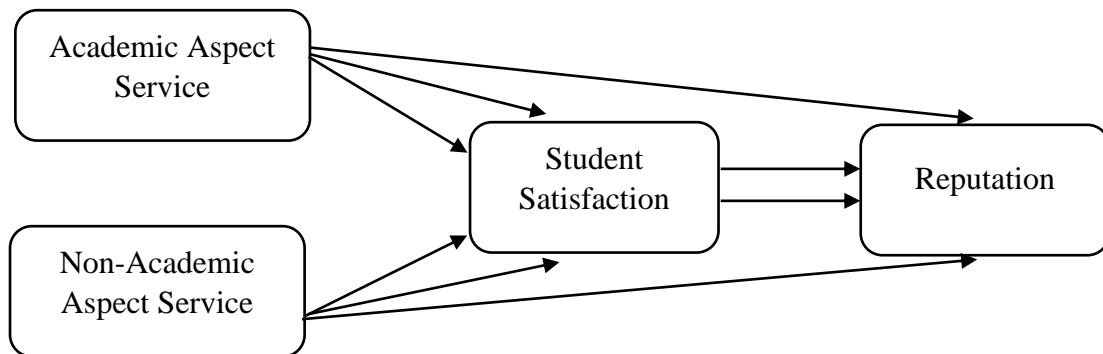 Academic Aspect
Service
Student
Satisfaction
Reputation
Non-Academic
Aspect Service